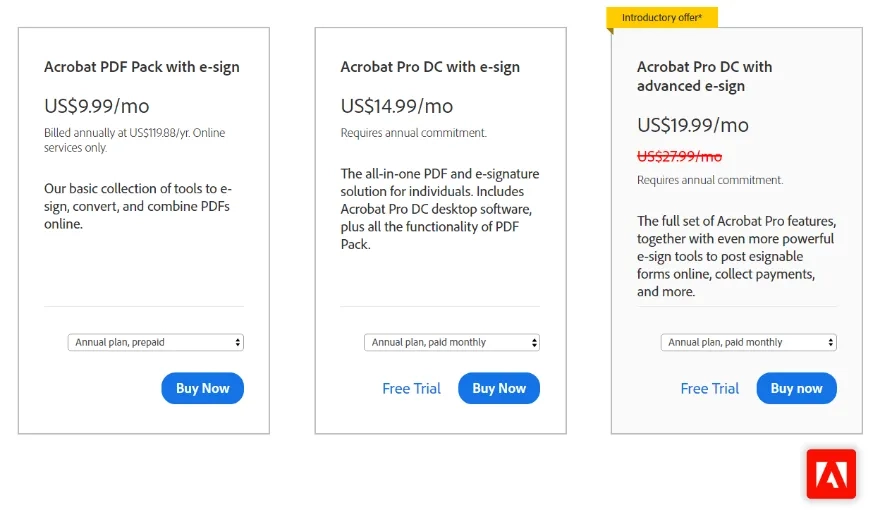 Introductory offer*
Acrobat PDF Pack with e-sign
US$9.99/mo
Billed annually at US$119.88/yr. Online
services only.
Our basic collection of tools to e-
sign, convert, and combine PDFs
online.
Annual plan, prepaid
Buy Now
Acrobat Pro DC with e-sign
US$14.99/mo
Requires annual commitment.
The all-in-one PDF and e-signature
solution for individuals. Includes
Acrobat Pro DC desktop software,
plus all the functionality of PDF
Pack.
Annual plan, paid monthly
Free Trial
Buy Now
Acrobat Pro DC with
advanced e-sign
US$19.99/mo
US$27.99/mo
Requires annual commitment.
The full set of Acrobat Pro features,
together with even more powerful
e-sign tools to post esignable
forms online, collect payments,
and more.
Annual plan, paid monthly
Free Trial
Buy now